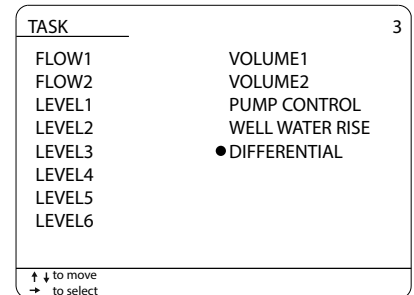 TASK 3
FLOW1 VOLUME1
FLOW2 VOLUME2
LEVEL1 PUMP CONTROL
LEVEL2 WELL WATER RISE
LEVEL3 ●DIFFERENTIAL
LEVEL4
LEVEL5
LEVEL6
↑ ↓ to move
→ to select